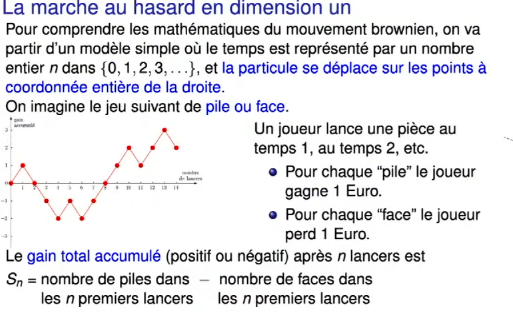 La marche au hasard en dimension un
Pour comprendre les mathématiques du mouvement brownien, on va
partir d'un modèle simple où le temps est représenté par un nombre
entier n dans {0, 1, 2, 3, . . .}, et la particule se déplace sur les points à
coordonnée entière de la droite.
On imagine le jeu suivant de pile ou face.
gain
accumulé
3
2
1
0
-1
-2
-3
1 2 3 4 5 6 7 8 9 10 11 12 13 14
nombre
de lancers
Un joueur lance une pièce au
temps 1, au temps 2, etc.
Pour chaque “pile” le joueur
gagne 1 Euro.
Pour chaque “face” le joueur
perd 1 Euro.
Le gain total accumulé (positif ou négatif) après n lancers est
Sn = nombre de piles dans − nombre de faces dans
les n premiers lancers les n premiers lancers